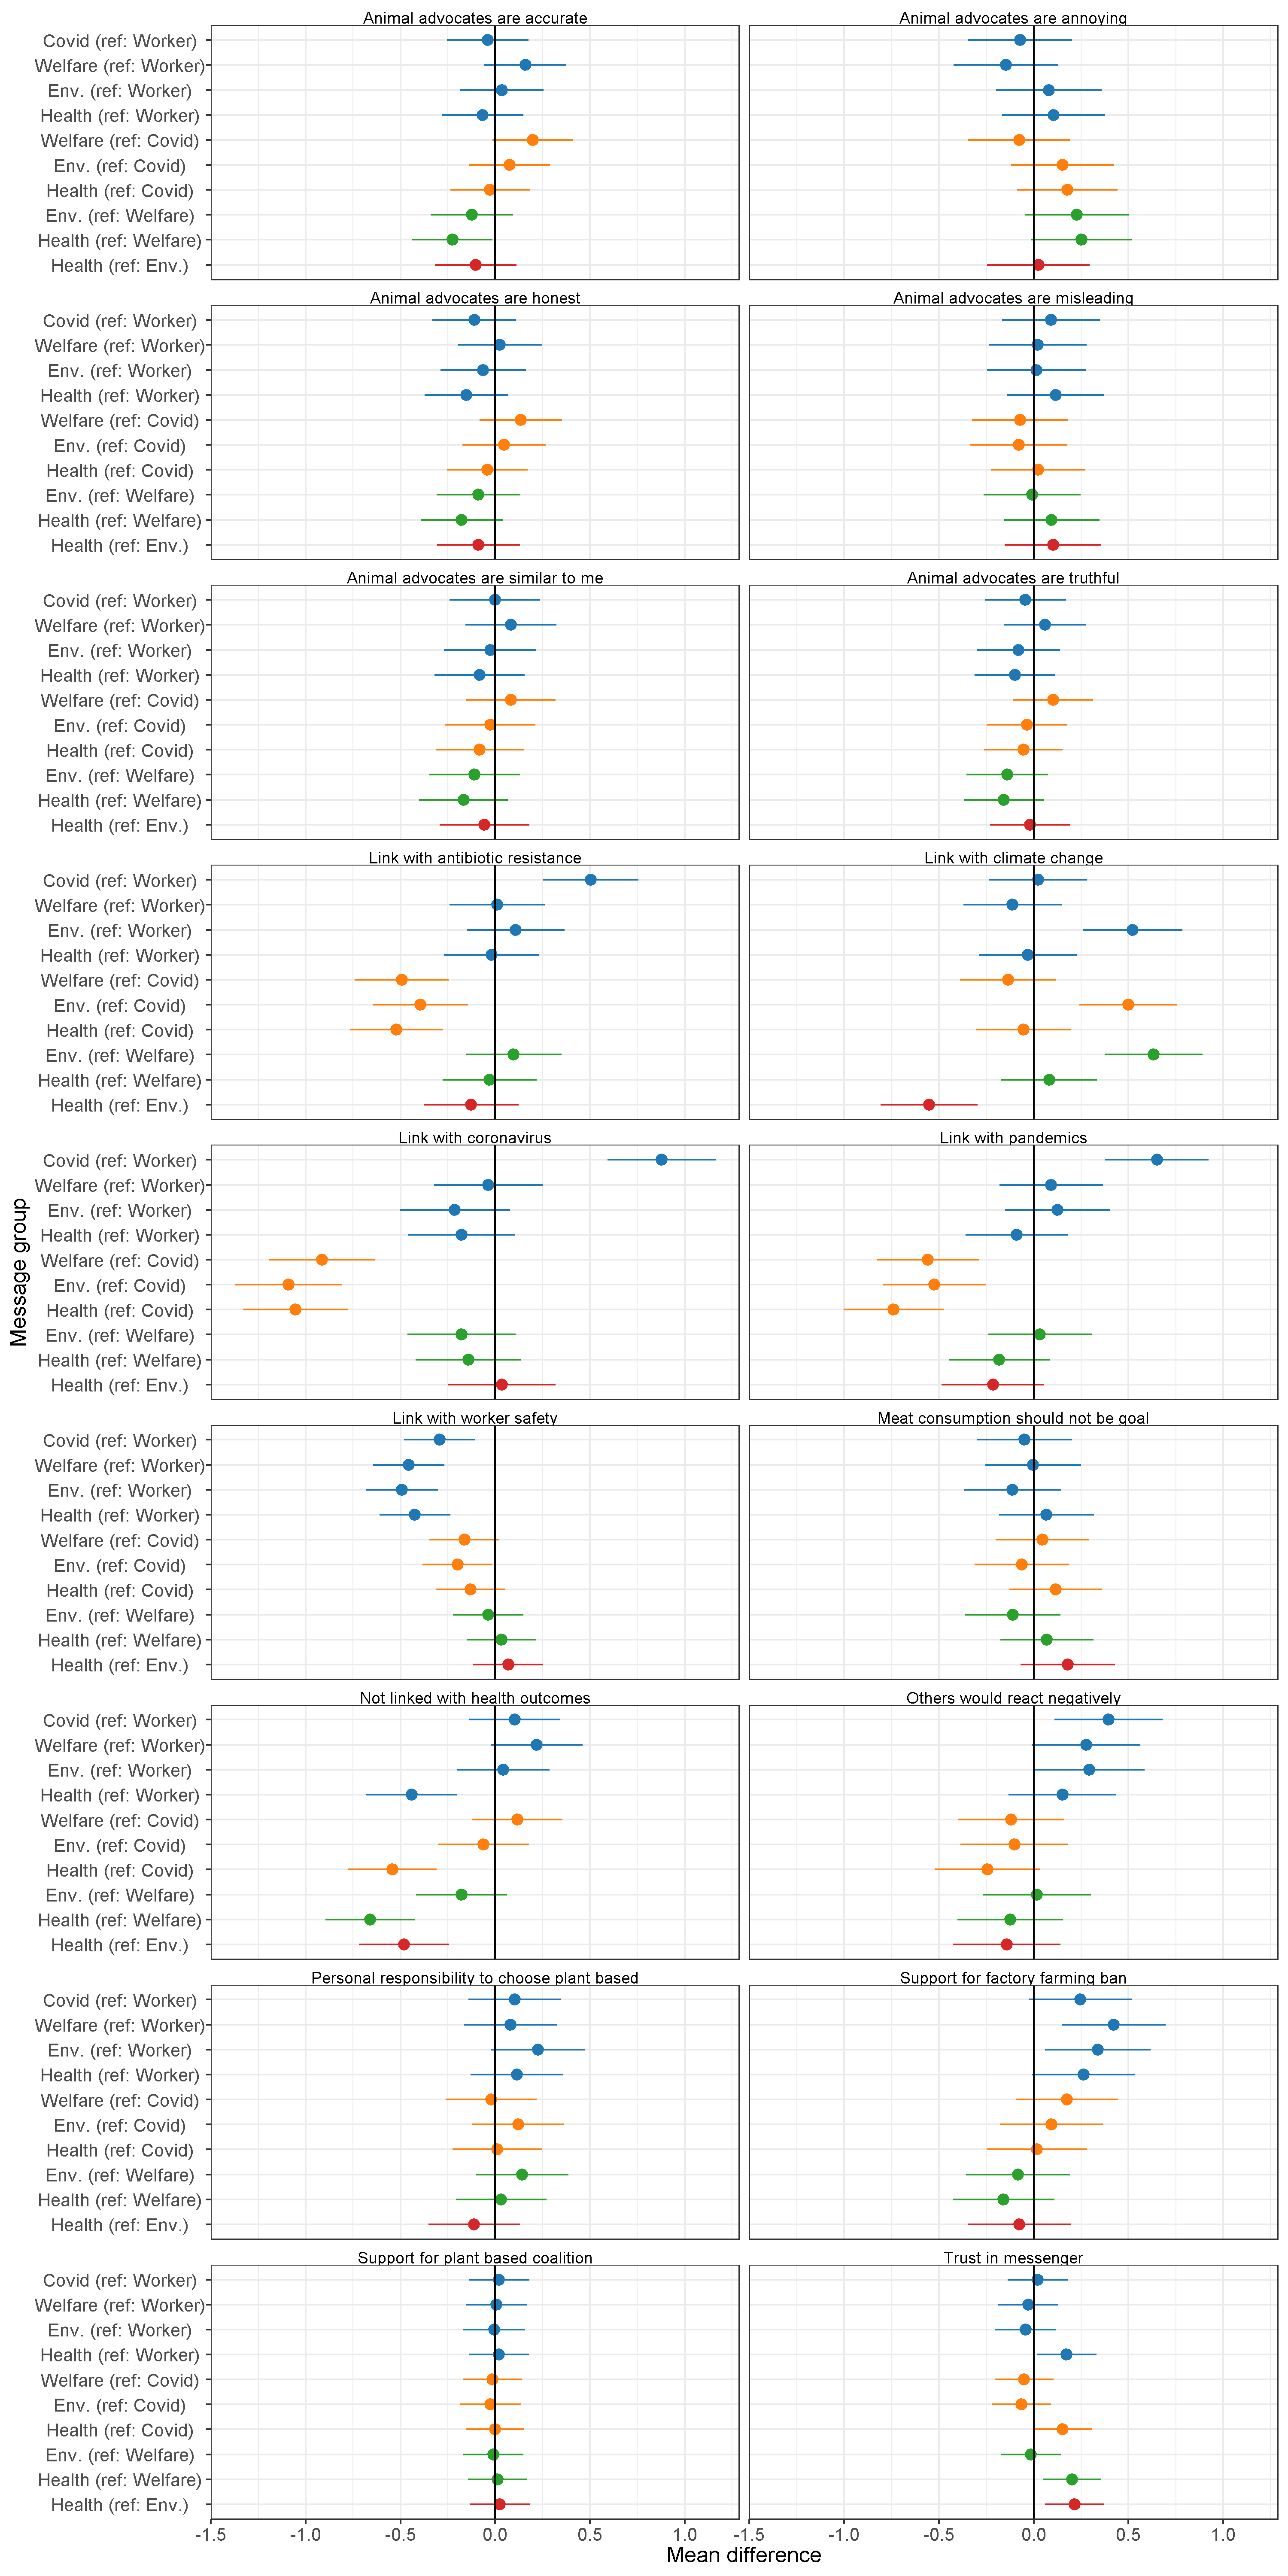 Animal advocates are accurate
Animal advocates are annoying
Covid (ref: Worker)
Welfare (ref: Worker)
Env. (ref: Worker)
Health (ref: Worker)
Welfare (ref: Covid)
Env. (ref: Covid)
Health (ref: Covid)
Env. (ref: Welfare)
Health (ref: Welfare)
Health (ref: Env.)
Animal advocates are honest
Animal advocates are misleading
Covid (ref: Worker)
Welfare (ref: Worker)
Env. (ref: Worker)
Health (ref: Worker)
Welfare (ref: Covid)
Env. (ref: Covid)
Health (ref: Covid)
Env. (ref: Welfare)
Health (ref: Welfare)
Health (ref: Env.)
Animal advocates are similar to me
Animal advocates are truthful
Covid (ref: Worker)
Welfare (ref: Worker)
Env. (ref: Worker)
Health (ref: Worker)
Welfare (ref: Covid)
Env. (ref: Covid)
Health (ref: Covid)
Env. (ref: Welfare)
Health (ref: Welfare)
Health (ref: Env.)
Link with antibiotic resistance
Link with climate change
Covid (ref: Worker)
Welfare (ref: Worker)
Env. (ref: Worker)
Health (ref: Worker)
Welfare (ref: Covid)
Env. (ref: Covid)
Health (ref: Covid)
Env. (ref: Welfare)
Health (ref: Welfare)
Health (ref: Env.)
Message group
Link with coronavirus
Link with pandemics
Covid (ref: Worker)
Welfare (ref: Worker)
Env. (ref: Worker)
Health (ref: Worker)
Welfare (ref: Covid)
Env. (ref: Covid)
Health (ref: Covid)
Env. (ref: Welfare)
Health (ref: Welfare)
Health (ref: Env.)
Link with worker safety
Meat consumption should not be goal
Covid (ref: Worker)
Welfare (ref: Worker)
Env. (ref: Worker)
Health (ref: Worker)
Welfare (ref: Covid)
Env. (ref: Covid)
Health (ref: Covid)
Env. (ref: Welfare)
Health (ref: Welfare)
Health (ref: Env.)
Not linked with health outcomes
Others would react negatively
Covid (ref: Worker)
Welfare (ref: Worker)
Env. (ref: Worker)
Health (ref: Worker)
Welfare (ref: Covid)
Env. (ref: Covid)
Health (ref: Covid)
Env. (ref: Welfare)
Health (ref: Welfare)
Health (ref: Env.)
Personal responsibility to choose plant based
Support for factory farming ban
Covid (ref: Worker)
Welfare (ref: Worker)
Env. (ref: Worker)
Health (ref: Worker)
Welfare (ref: Covid)
Env. (ref: Covid)
Health (ref: Covid)
Env. (ref: Welfare)
Health (ref: Welfare)
Health (ref: Env.)
Support for plant based coalition
Trust in messenger
Covid (ref: Worker)
Welfare (ref: Worker)
Env. (ref: Worker)
Health (ref: Worker)
Welfare (ref: Covid)
Env. (ref: Covid)
Health (ref: Covid)
Env. (ref: Welfare)
Health (ref: Welfare)
Health (ref: Env.)
-1.5 -1.0 -0.5 0.0 0.5 1.0 -1.5 -1.0 -0.5 0.0 0.5 1.0
Mean difference